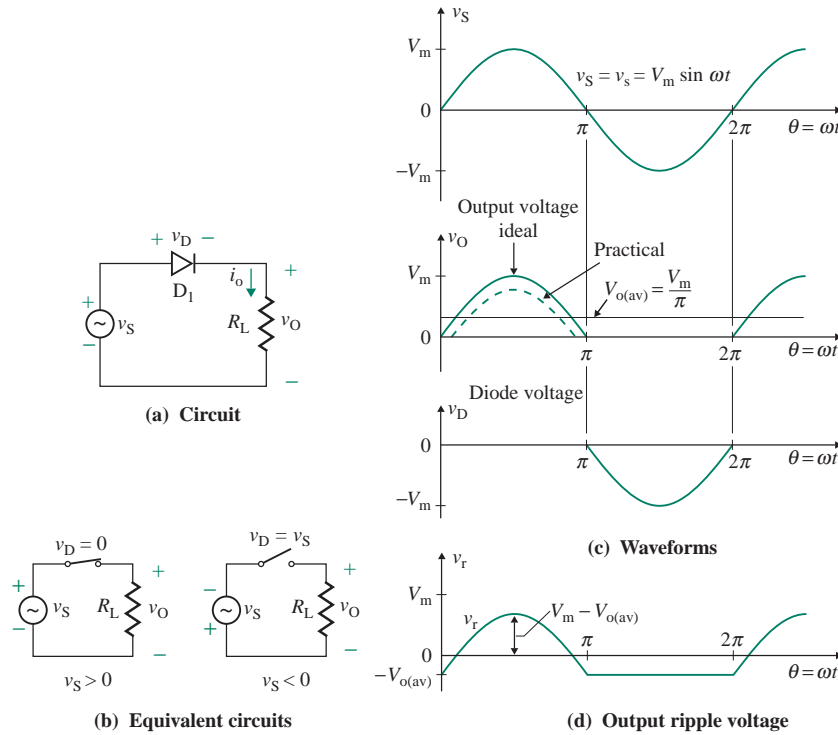 + v_D −
D_1
i_o
+
+
v_S
−
R_L
v_O
−
(a) Circuit
v_D = 0
+
+
v_S
−
R_L
v_O
−
v_S > 0
v_D = v_S
−
+
v_S
+
R_L
v_O
−
v_S < 0
(b) Equivalent circuits
v_S
V_m
v_S = v_s = V_m sin ωt
0
π
2π
θ = ωt
−V_m
Output voltage
ideal
v_O
Practical
V_m
V_o(av) = V_m/π
0
π
2π
θ = ωt
Diode voltage
v_D
0
π
2π
θ = ωt
−V_m
(c) Waveforms
v_r
V_m
v_r
V_m − V_o(av)
π
2π
0
θ = ωt
−V_o(av)
(d) Output ripple voltage